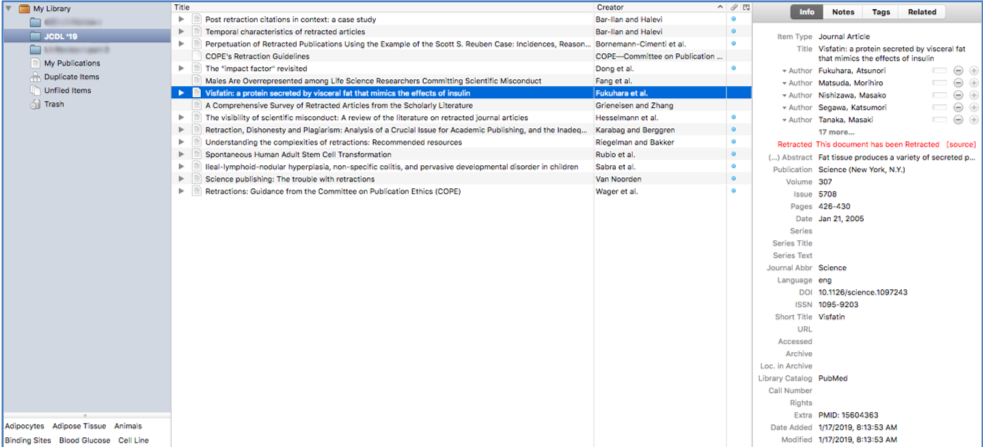 My Library
JCDL '19
My Publications
Duplicate Items
Unfiled Items
Trash
Adipocytes Adipose Tissue Animals
Binding Sites Blood Glucose Cell Line
Title Creator
Post retraction citations in context: a case study Bar-Ilan and Halevi
Temporal characteristics of retracted articles Bar-Ilan and Halevi
Perpetuation of Retracted Publications Using the Example of the Scott S. Reuben Case: Incidences, Reason... Bornemann-Cimenti et al.
COPE's Retraction Guidelines COPE—Committee on Publication ...
The "impact factor" revisited Dong et al.
Males Are Overrepresented among Life Science Researchers Committing Scientific Misconduct Fang et al.
Visfatin: a protein secreted by visceral fat that mimics the effects of insulin Fukuhara et al.
A Comprehensive Survey of Retracted Articles from the Scholarly Literature Grieneisen and Zhang
The visibility of scientific misconduct: A review of the literature on retracted journal articles Hesselmann et al.
Retraction, Dishonesty and Plagiarism: Analysis of a Crucial Issue for Academic Publishing, and the Inadeq... Karabag and Berggren
Understanding the complexities of retractions: Recommended resources Riegelman and Bakker
Spontaneous Human Adult Stem Cell Transformation Rubio et al.
Ileal-lymphoid-nodular hyperplasia, non-specific colitis, and pervasive developmental disorder in children Sabra et al.
Science publishing: The trouble with retractions Van Noorden
Retractions: Guidance from the Committee on Publication Ethics (COPE) Wager et al.
Info Notes Tags Related
Item Type Journal Article
Title Visfatin: a protein secreted by visceral fat
that mimics the effects of insulin
Author Fukuhara, Atsunori
Author Matsuda, Morihiro
Author Nishizawa, Masako
Author Segawa, Katsumori
Author Tanaka, Masaki
17 more...
Retracted This document has been Retracted [source]
(...) Abstract Fat tissue produces a variety of secreted p...
Publication Science (New York, N.Y.)
Volume 307
Issue 5708
Pages 426-430
Date Jan 21, 2005
Series
Series Title
Series Text
Journal Abbr Science
Language eng
DOI 10.1126/science.1097243
ISSN 1095-9203
Short Title Visfatin
URL
Accessed
Archive
Loc. in Archive
Library Catalog PubMed
Call Number
Rights
Extra PMID: 15604363
Date Added 1/17/2019, 8:13:53 AM
Modified 1/17/2019, 8:13:53 AM